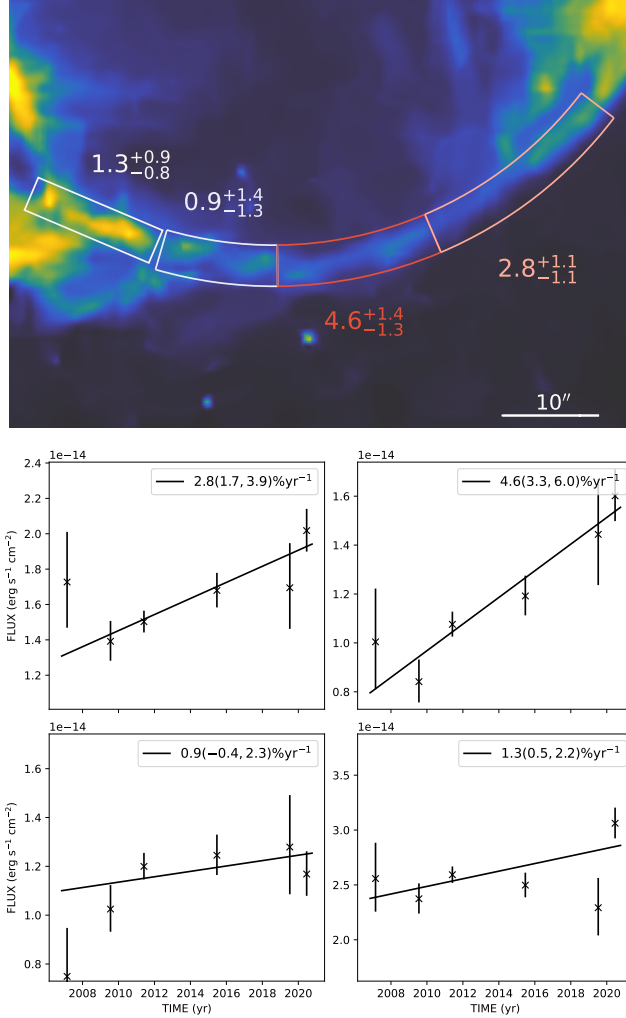 1.3+0.9−0.8
0.9+1.4−1.3
4.6+1.4−1.3
2.8+1.1−1.1
10′′
1e−14
2.4
2.2
2.0
1.8
1.6
1.4
1.2
FLUX (erg s−1 cm−2)
2.8(1.7, 3.9)%yr−1
1e−14
1.6
1.4
1.2
1.0
0.8
4.6(3.3, 6.0)%yr−1
1e−14
1.6
1.4
1.2
1.0
0.8
FLUX (erg s−1 cm−2)
0.9(−0.4, 2.3)%yr−1
2008 2010 2012 2014 2016 2018 2020
TIME (yr)
1e−14
3.5
3.0
2.5
2.0
1.3(0.5, 2.2)%yr−1
2008 2010 2012 2014 2016 2018 2020
TIME (yr)